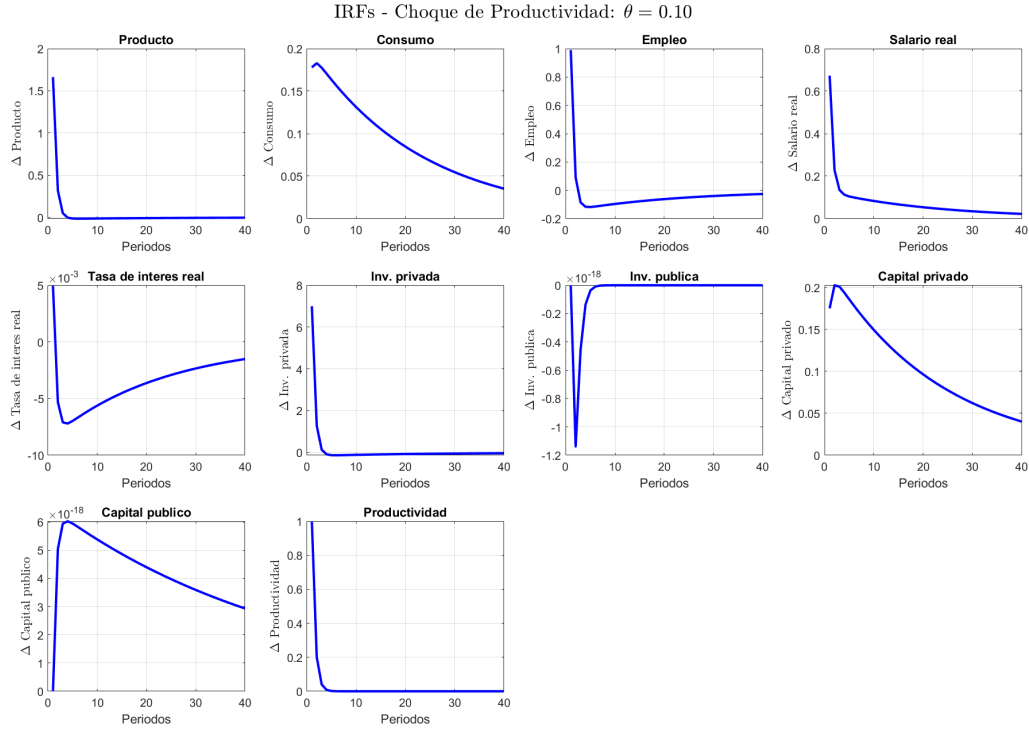 IRFs - Choque de Productividad: θ = 0.10
Producto
Δ Producto
2
1.5
1
0.5
0
0 10 20 30 40
Periodos
Consumo
Δ Consumo
0.2
0.15
0.1
0.05
0
0 10 20 30 40
Periodos
Empleo
Δ Empleo
1
0.8
0.6
0.4
0.2
0
-0.2
0 10 20 30 40
Periodos
Salario real
Δ Salario real
0.8
0.6
0.4
0.2
0
0 10 20 30 40
Periodos
×10-3
Tasa de interes real
Δ Tasa de interes real
5
0
-5
-10
0 10 20 30 40
Periodos
Inv. privada
Δ Inv. privada
8
6
4
2
0
0 10 20 30 40
Periodos
×10-18
Inv. publica
Δ Inv. publica
0
-0.2
-0.4
-0.6
-0.8
-1
-1.2
0 10 20 30 40
Periodos
Capital privado
Δ Capital privado
0.2
0.15
0.1
0.05
0
0 10 20 30 40
Periodos
×10-18
Capital publico
Δ Capital publico
6
5
4
3
2
1
0
0 10 20 30 40
Periodos
Productividad
Δ Productividad
1
0.8
0.6
0.4
0.2
0
0 10 20 30 40
Periodos